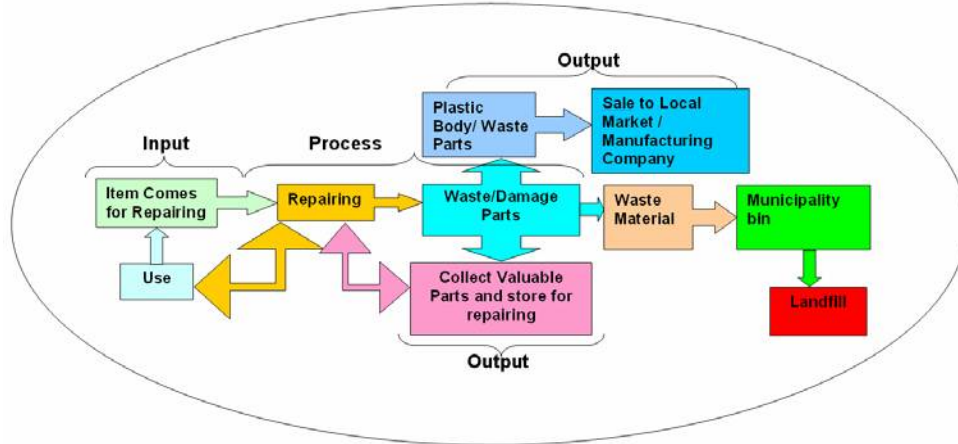 Output
Plastic
Body/ Waste
Parts
Sale to Local
Market /
Manufacturing
Company
Input
Process
Item Comes
for Repairing
Repairing
Waste/Damage
Parts
Waste
Material
Municipality
bin
Use
Collect Valuable
Parts and store for
repairing
Landfill
Output